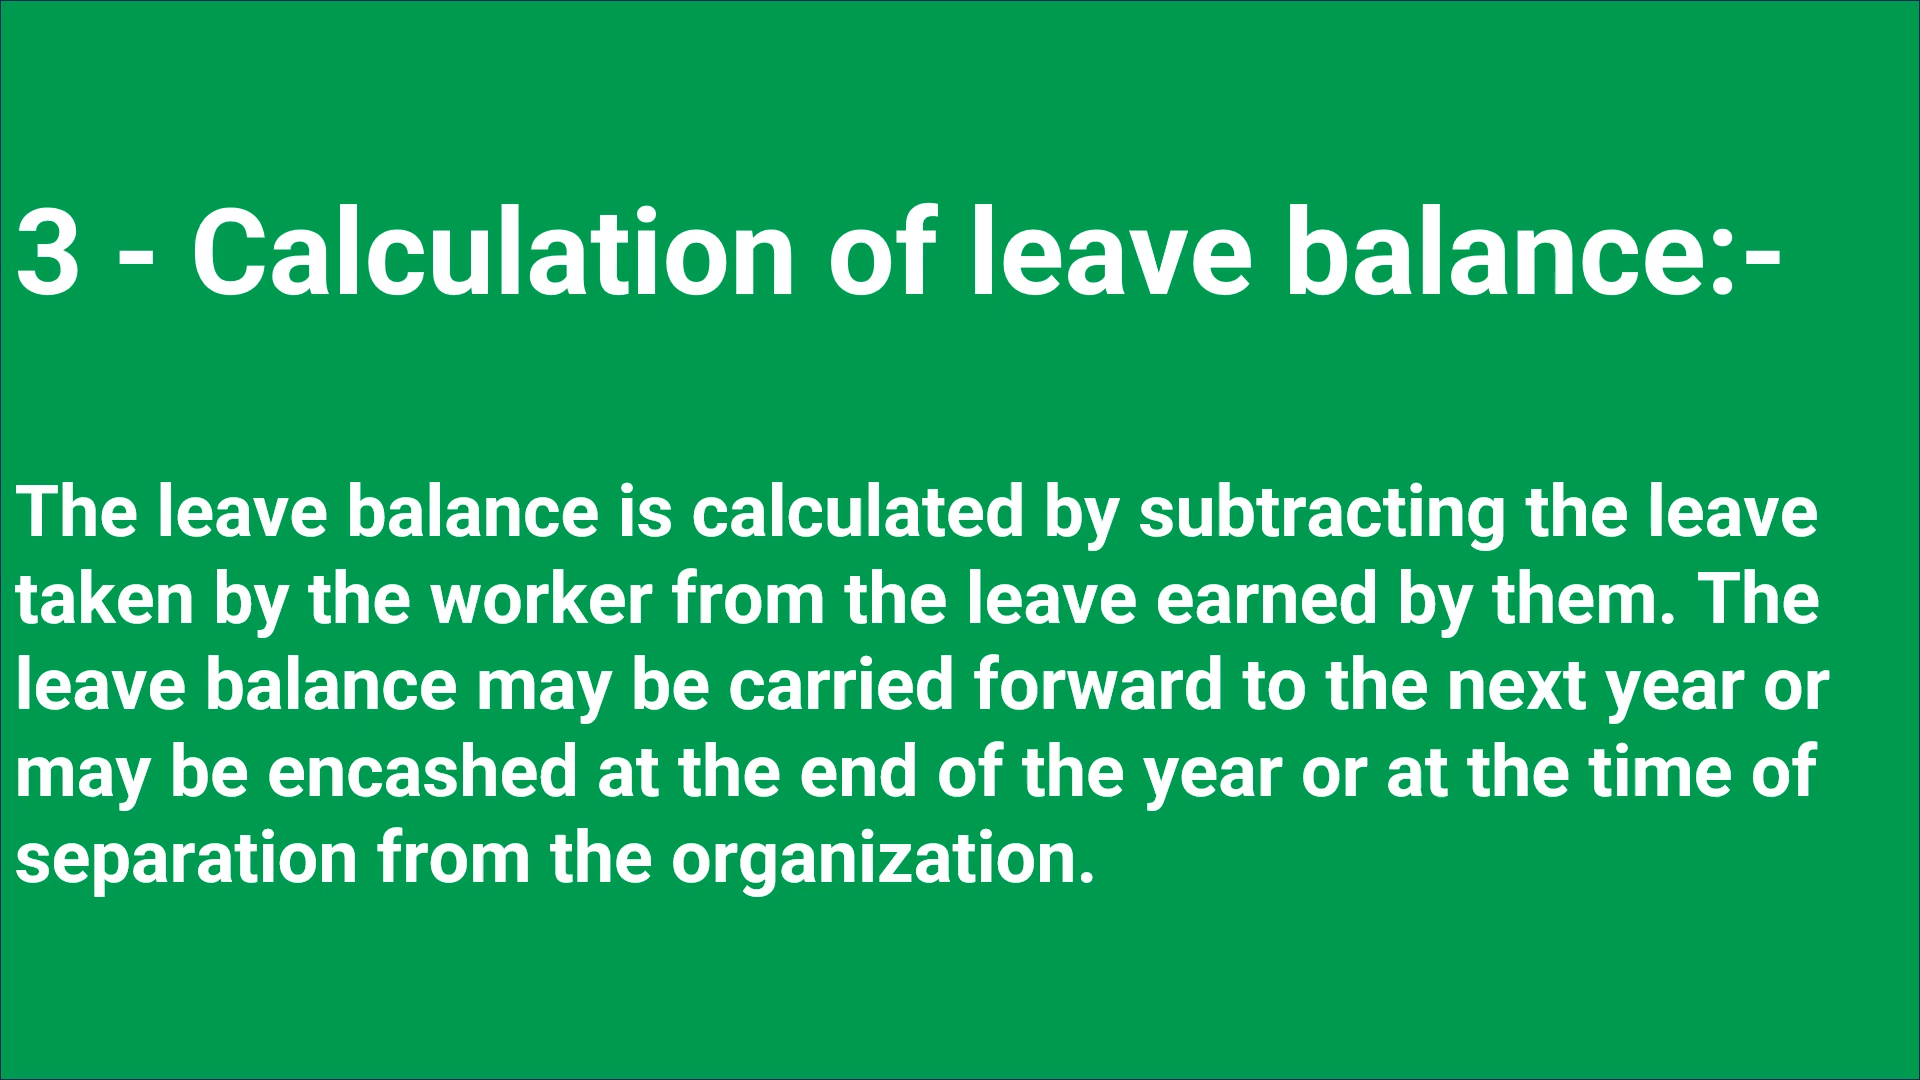 3 - Calculation of leave balance:-
The leave balance is calculated by subtracting the leave
taken by the worker from the leave earned by them. The
leave balance may be carried forward to the next year or
may be encashed at the end of the year or at the time of
separation from the organization.